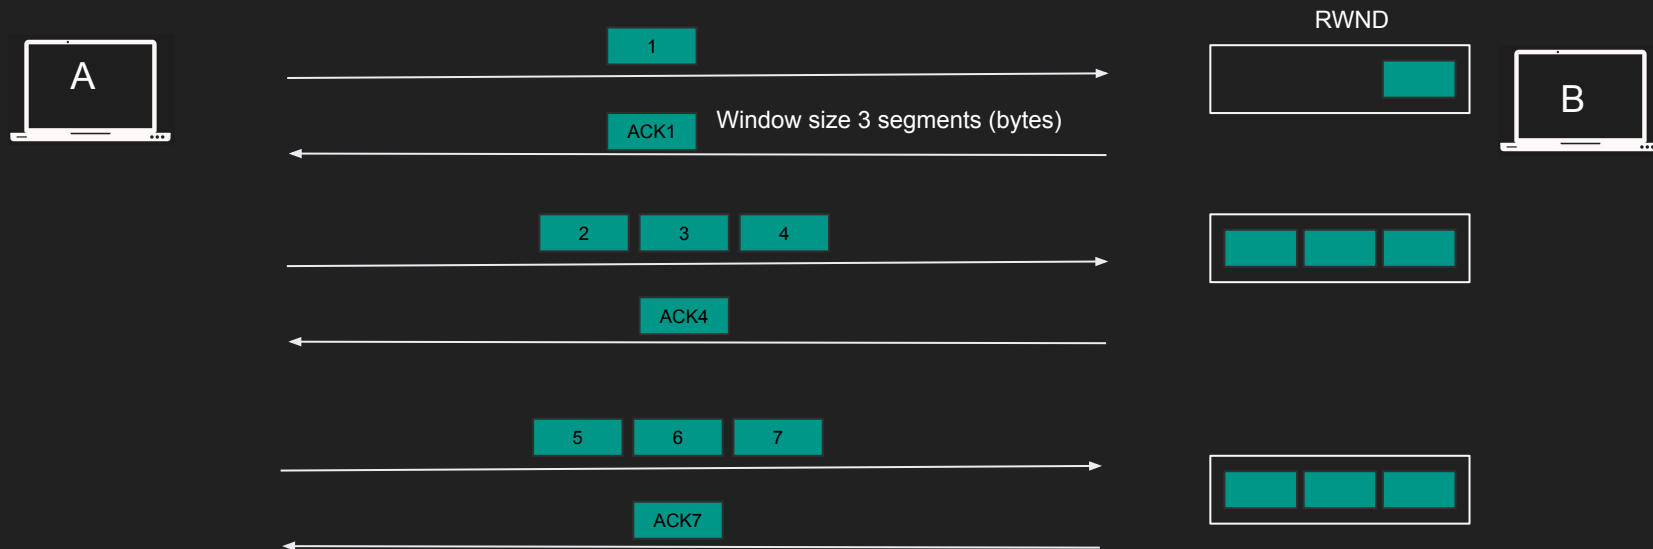 RWND
A
1
B
ACK1
Window size 3 segments (bytes)
2
3
4
ACK4
5
6
7
ACK7